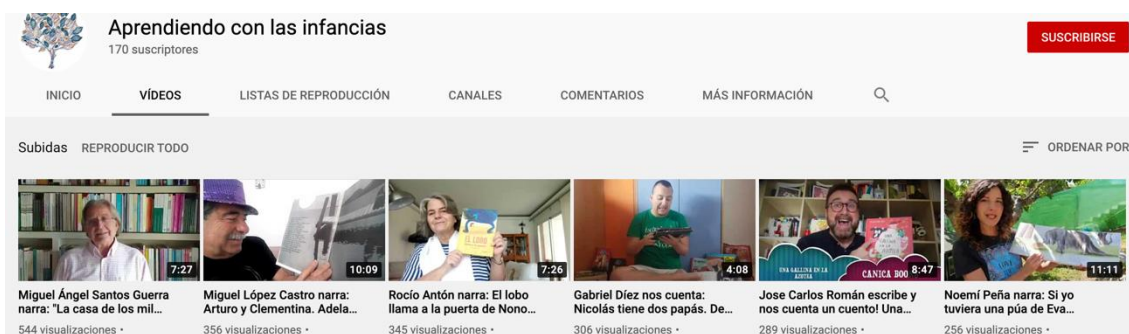 Aprendiendo con las infancias
170 suscriptores
SUSCRIBIRSE
INICIO VÍDEOS LISTAS DE REPRODUCCIÓN CANALES COMENTARIOS MÁS INFORMACIÓN
Subidas REPRODUCIR TODO ORDENAR POR
EL LOBO
UNA GALLINA EN LA AZOTEA
CANICA BOO
7:27 10:09 7:26 4:08 8:47 11:11
Miguel Ángel Santos Guerra
narra: "La casa de los mil...
544 visualizaciones •
Miguel López Castro narra:
Arturo y Clementina. Adela...
356 visualizaciones •
Rocío Antón narra: El lobo
llama a la puerta de Nono...
345 visualizaciones •
Gabriel Díez nos cuenta:
Nicolás tiene dos papás. De...
306 visualizaciones •
Jose Carlos Román escribe y
nos cuenta un cuento! Una...
289 visualizaciones •
Noemí Peña narra: Si yo
tuviera una púa de Eva...
256 visualizaciones •